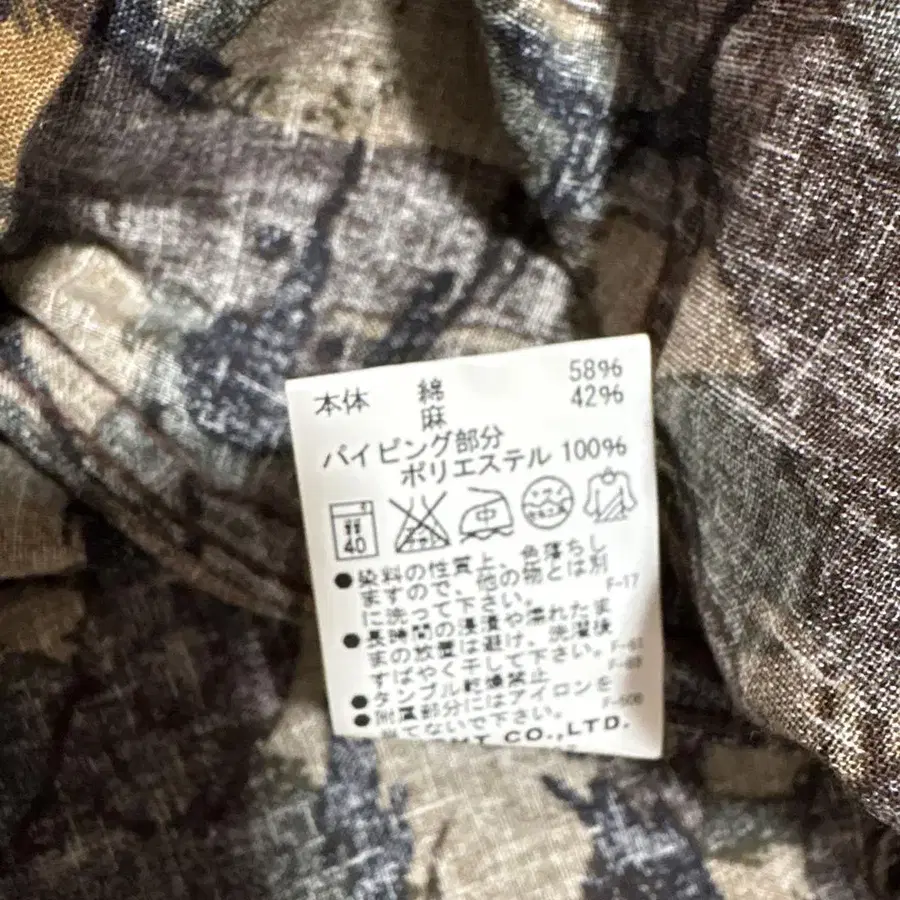 本体 綿 58%
麻 42%
パイピング部分
ポリエステル 100%
40
中
●染料の性質上、色落ちし
ますので、他の物とは別
に洗って下さい。 F-17
●長時間の浸漬や濡れたま
まの放置は避け、洗濯後
すばやく干して下さい。F-61
●タンブル乾燥禁止
●附属部分にはアイロンを
当てないで下さい。
CO.,LTD.